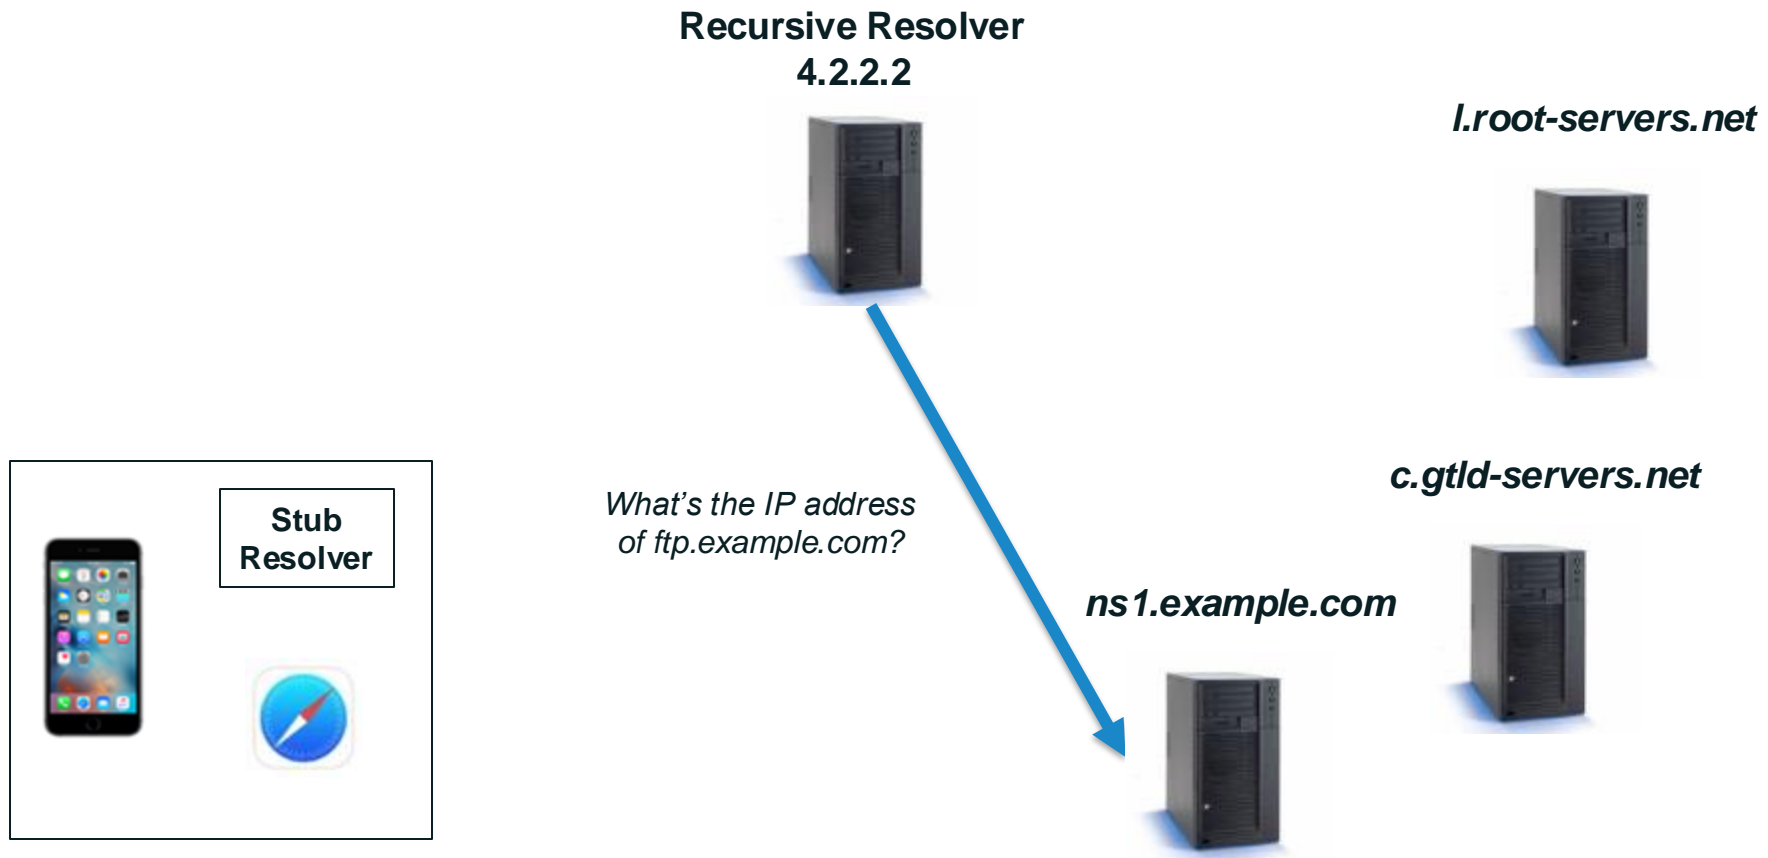 Recursive Resolver
4.2.2.2
l.root-servers.net
c.gtld-servers.net
Stub
Resolver
What’s the IP address
of ftp.example.com?
ns1.example.com